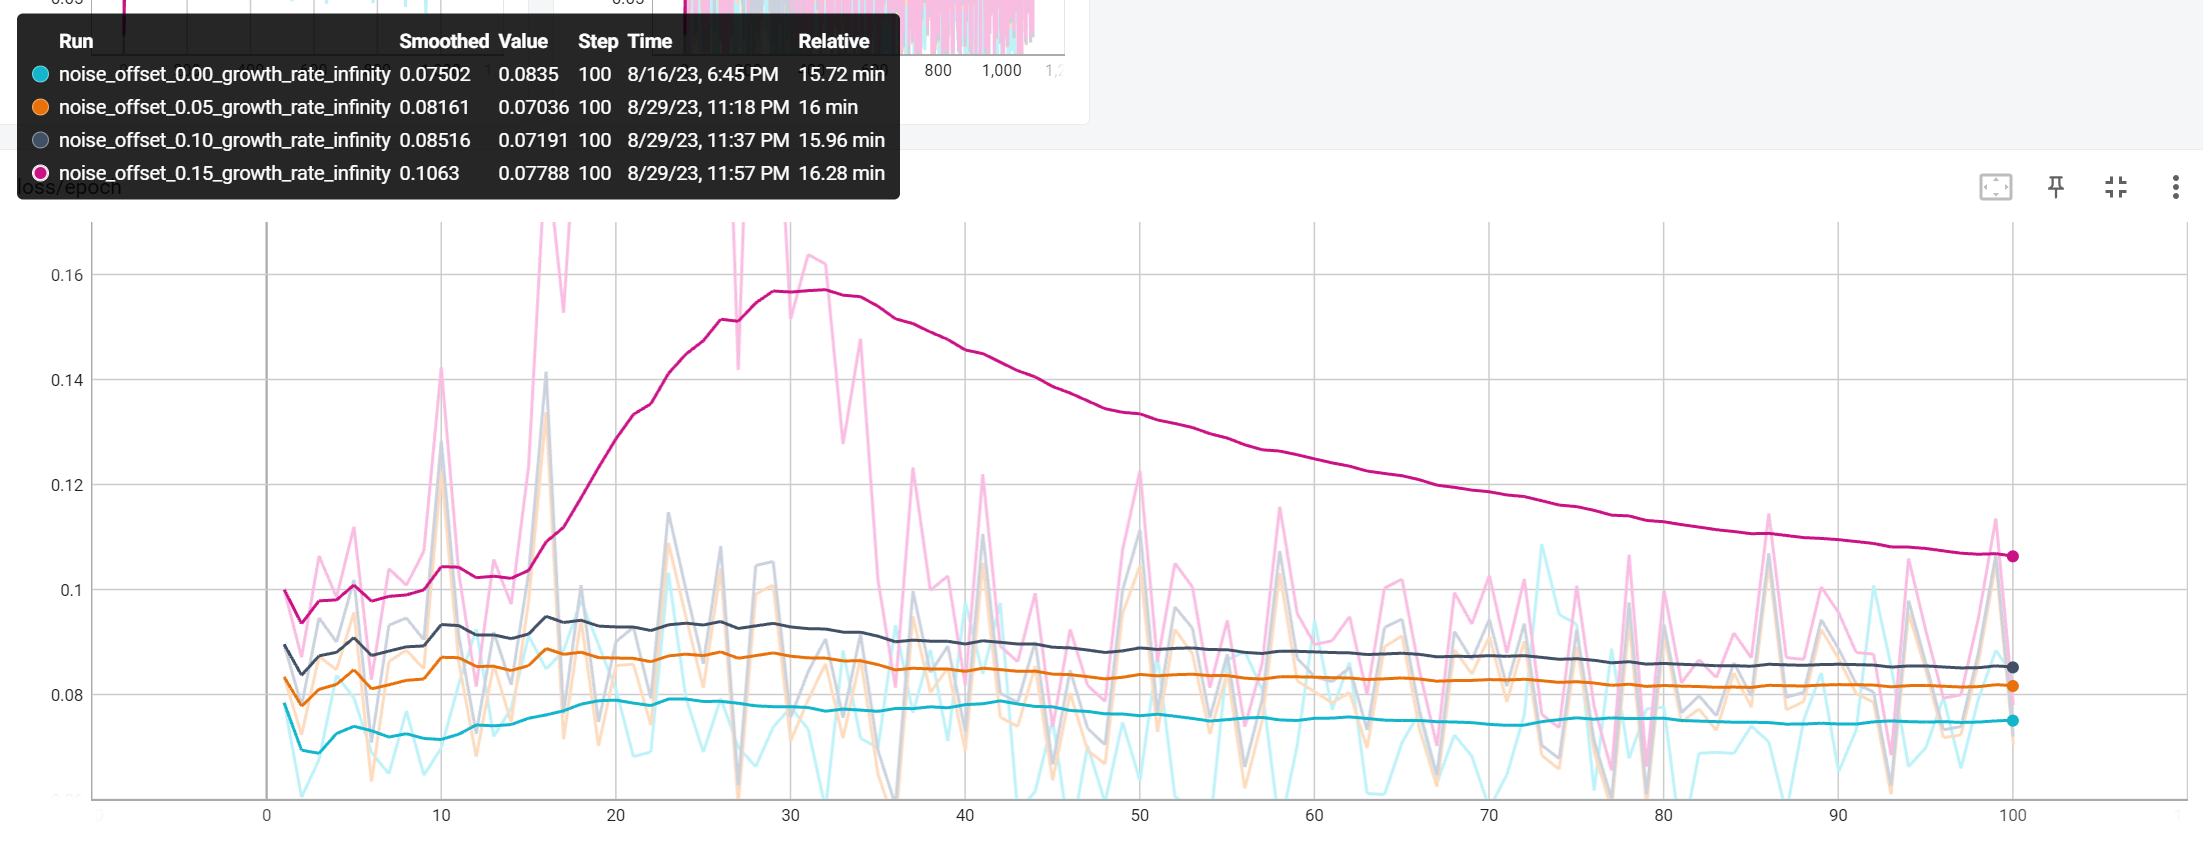 0.05 0.05
Run Smoothed Value Step Time Relative
noise_offset_0.00_growth_rate_infinity 0.07502 0.0835 100 8/16/23, 6:45 PM 15.72 min
800 1,000
noise_offset_0.05_growth_rate_infinity 0.08161 0.07036 100 8/29/23, 11:18 PM 16 min
noise_offset_0.10_growth_rate_infinity 0.08516 0.07191 100 8/29/23, 11:37 PM 15.96 min
noise_offset_0.15_growth_rate_infinity 0.1063 0.07788 100 8/29/23, 11:57 PM 16.28 min
loss/epoch
0.16
0.14
0.12
0.1
0.08
0 10 20 30 40 50 60 70 80 90 100